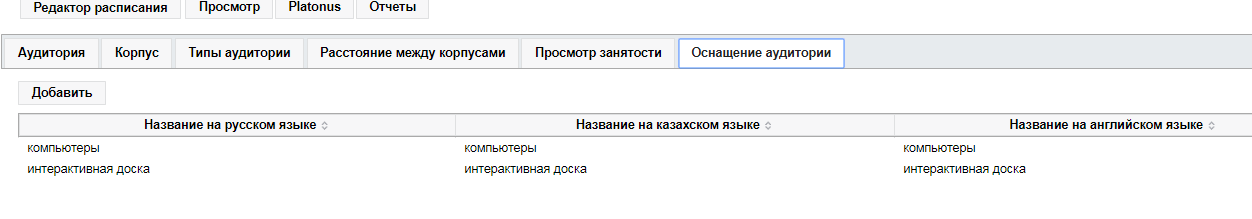 Редактор расписания Просмотр Platonus Отчеты
Аудитория Корпус Типы аудитории Расстояние между корпусами Просмотр занятости Оснащение аудитории
Добавить
Название на русском языке Название на казахском языке Название на английском языке
компьютеры компьютеры компьютеры
интерактивная доска интерактивная доска интерактивная доска